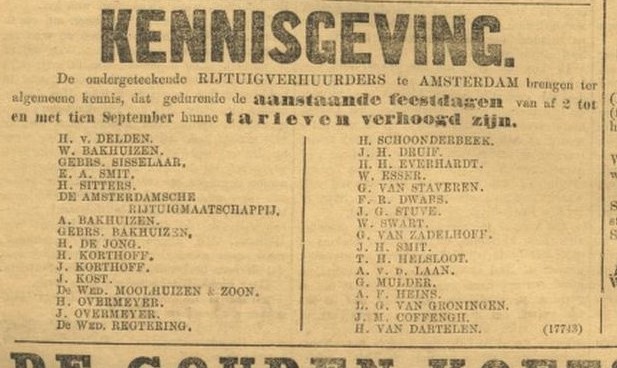 KENNISGEVING.
De ondergeteekende RIJTUIGVERHUURDERS te AMSTERDAM brengen ter
algemeene kennis, dat gedurende de aanstaande feestdagen van af 2 tot
en met tien September hunne tarieven verhoogd zijn.
H. v. DELDEN.
W. BAKHUIZEN.
GEBRS. SISSELAAR.
E. A. SMIT.
H. SITTERS.
DE AMSTERDAMSCHE
RIJTUIGMAATSCHAPPIJ.
A. BAKHUIZEN.
GEBRS. BAKHUIZEN.
H. DE JONG.
H. KORTHOFF.
J. KORTHOFF.
J. KOST.
De WED. MOOLHUIZEN & ZOON.
H. OVERMEYER.
J. OVERMEYER.
De WED. REGTERING.
H. SCHOONDERBEEK.
J. H. DRUIF.
H. H. EVERHARDT.
W. ESSER.
G. VAN STAVEREN.
F. R. DWARS.
J. G. STUVE.
W. SWART.
G. VAN ZADELHOFF.
J. H. SMIT.
T. H. HELSLOOT.
A. v. D. LAAN.
G. MULDER.
A. F. HEINS.
L. G. VAN GRONINGEN.
J. M. COFFENGH.
H. VAN DARTELEN. (17743)